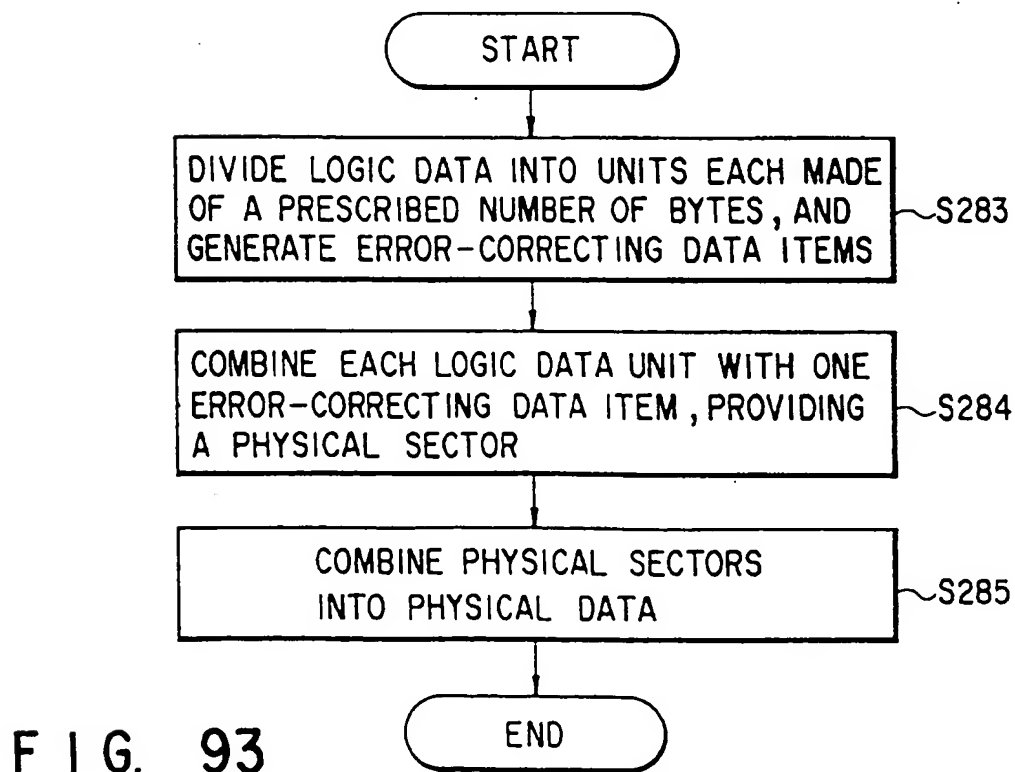 START
DIVIDE LOGIC DATA INTO UNITS EACH MADE
OF A PRESCRIBED NUMBER OF BYTES, AND
GENERATE ERROR-CORRECTING DATA ITEMS
S283
COMBINE EACH LOGIC DATA UNIT WITH ONE
ERROR-CORRECTING DATA ITEM, PROVIDING
A PHYSICAL SECTOR
S284
COMBINE PHYSICAL SECTORS
INTO PHYSICAL DATA
S285
END
FIG. 93